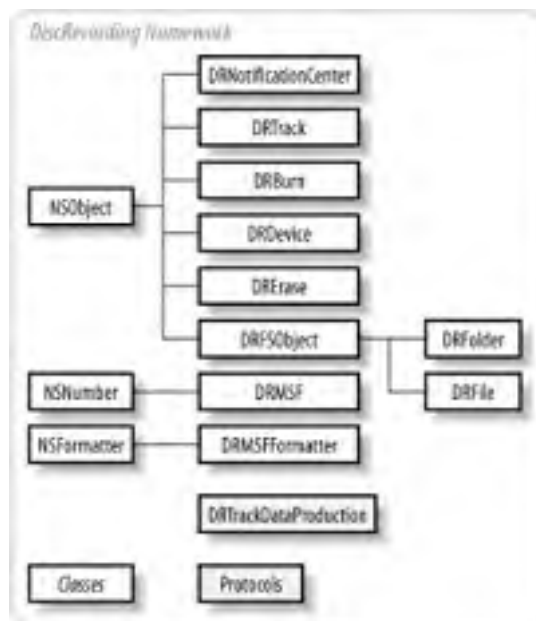 DiscRecording Framework
DRNotificationCenter
DRTrack
DRBurn
NSObject
DRDevice
DRErase
DRFSObject
DRFolder
DRFile
NSNumber
DRMSF
NSFormatter
DRMSFFormatter
DRTrackDataProduction
Classes
Protocols